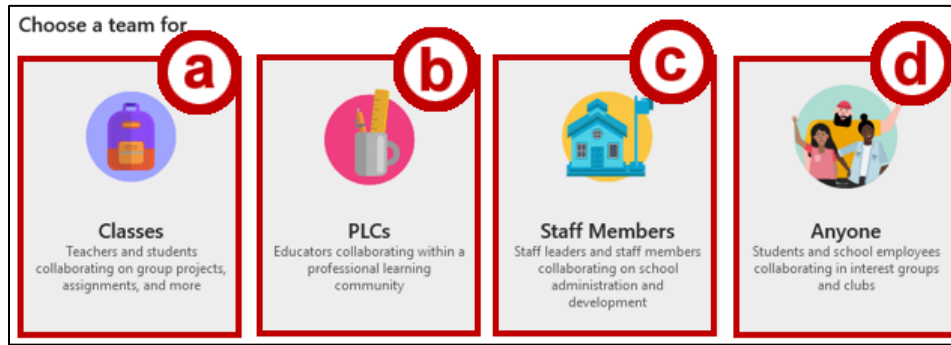 Choose a team for
a
b
c
d
Classes
Teachers and students
collaborating on group projects,
assignments, and more
PLCs
Educators collaborating within a
professional learning
community
Staff Members
Staff leaders and staff members
collaborating on school
administration and
development
Anyone
Students and school employees
collaborating in interest groups
and clubs